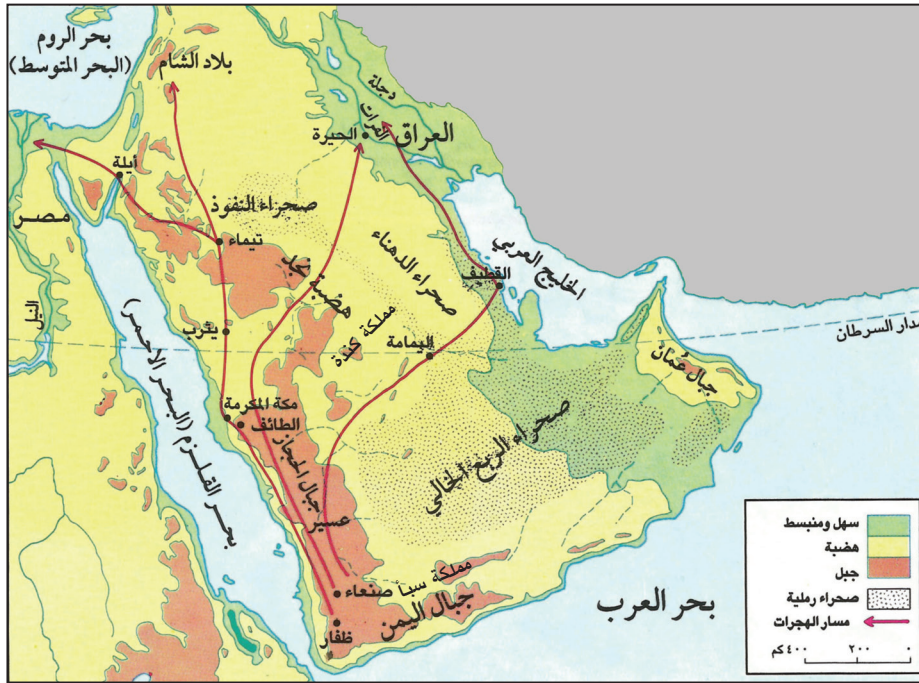 بحر الروم
(البحر المتوسط)
بلاد الشام
دجلة
الفرات
العراق
الحيرة
أيلة
مصر
صحراء النفوذ
تيماء
هضبة نجد
صحراء الدهناء
الخليج العربي
القطيف
النيل
يثرب
مملكة كندة
اليمامة
مدار السرطان
جبال عُمان
بحر القلزم (البحر الاحمر)
مكة المكرمة
الطائف
جبال الحجاز
صحراء الربع الخالي
عسير
مملكة سبأ
صنعاء
جبال اليمن
ظفار
بحر العرب
سهل ومنبسط
هضبة
جبل
صحراء رملية
مسار الهجرات
٠ ٢٠٠ ٤٠٠ كم